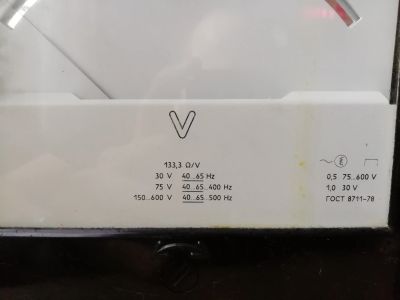 V
133,3 Ω/V
30 V 40..65 Hz
75 V 40..65...400 Hz
150...600 V 40..65...500 Hz
0,5 75...600 V
1,0 30 V
ГОСТ 8711-78